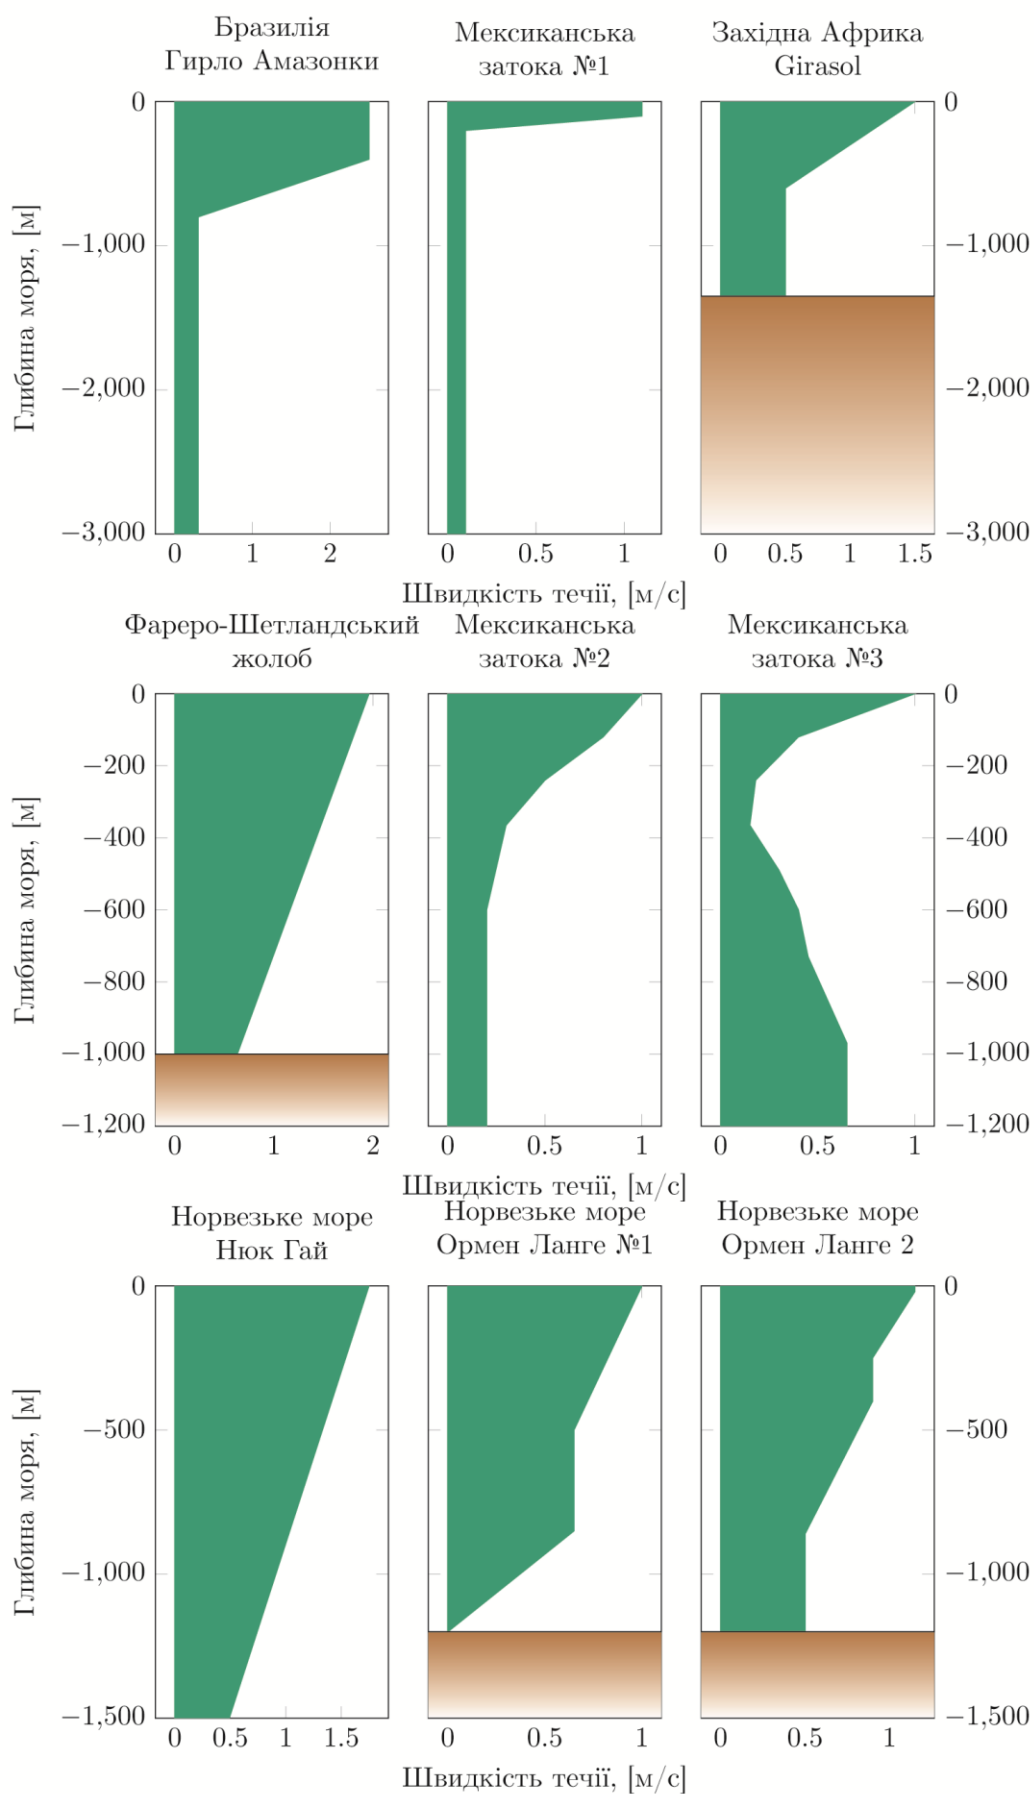 Бразилія
Гирло Амазонки
Мексиканська
затока №1
Західна Африка
Girasol
0
−1,000
−2,000
−3,000
Глибина моря, [м]
0
−1,000
−2,000
−3,000
0 1 2
0 0.5 1
0 0.5 1 1.5
Швидкість течії, [м/с]
Фареро-Шетландський
жолоб
Мексиканська
затока №2
Мексиканська
затока №3
0
−200
−400
−600
−800
−1,000
−1,200
Глибина моря, [м]
0
−200
−400
−600
−800
−1,000
−1,200
0 1 2
0 0.5 1
0 0.5 1
Швидкість течії, [м/с]
Норвезьке море
Нюк Гай
Норвезьке море
Ормен Ланге №1
Норвезьке море
Ормен Ланге 2
0
−500
−1,000
−1,500
Глибина моря, [м]
0
−500
−1,000
−1,500
0 0.5 1 1.5
0 1
0 0.5 1
Швидкість течії, [м/с]